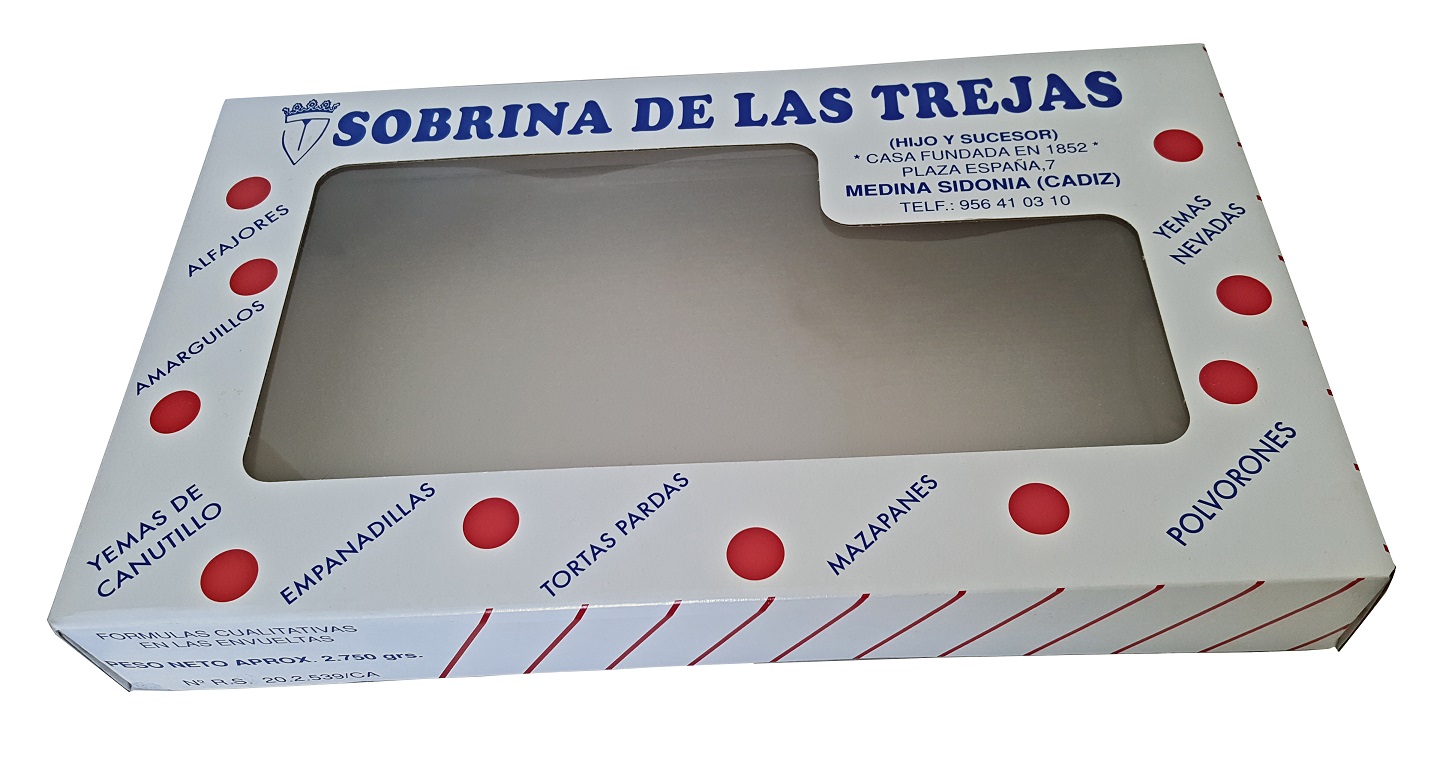 SOBRINA DE LAS TREJAS
(HIJO Y SUCESOR)
* CASA FUNDADA EN 1852 *
PLAZA ESPAÑA,7
MEDINA SIDONIA (CADIZ)
TELF.: 956 41 03 10
ALFAJORES
AMARGUILLOS
YEMAS DE
CANUTILLO
EMPANADILLAS
TORTAS PARDAS
MAZAPANES
POLVORONES
YEMAS
NEVADAS
FORMULAS CUALITATIVAS
EN LAS ENVUELTAS
PESO NETO APROX. 2.750 grs.
Nº R.S. 20.2.539/CA